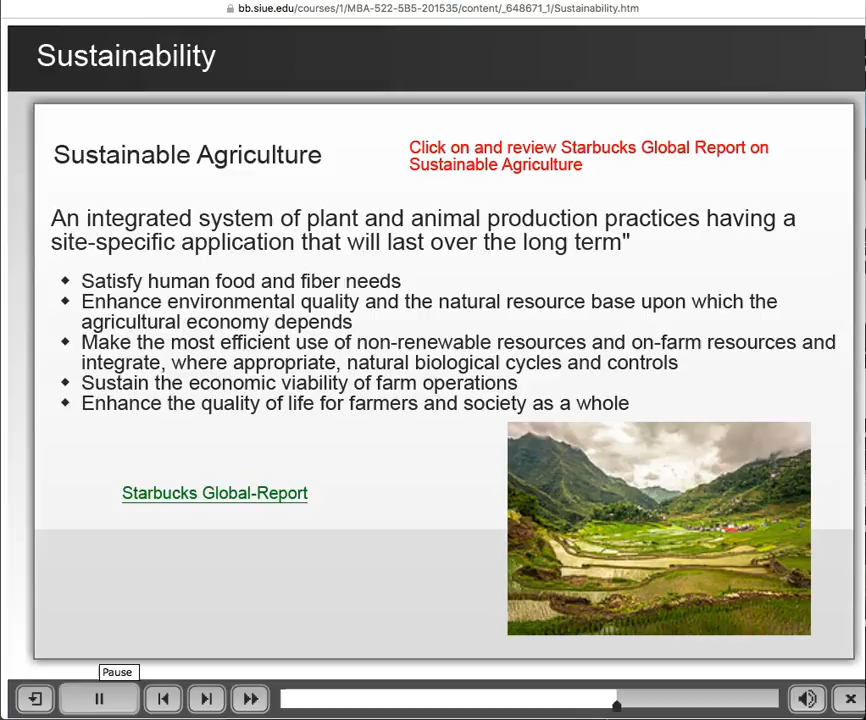 bb.siue.edu/courses/1/MBA-522-5B5-201535/content/_648671_1/Sustainability.htm
Sustainability
Sustainable Agriculture
Click on and review Starbucks Global Report on
Sustainable Agriculture
An integrated system of plant and animal production practices having a
site-specific application that will last over the long term"
Satisfy human food and fiber needs
Enhance environmental quality and the natural resource base upon which the
agricultural economy depends
Make the most efficient use of non-renewable resources and on-farm resources and
integrate, where appropriate, natural biological cycles and controls
Sustain the economic viability of farm operations
Enhance the quality of life for farmers and society as a whole
Starbucks Global-Report
Pause